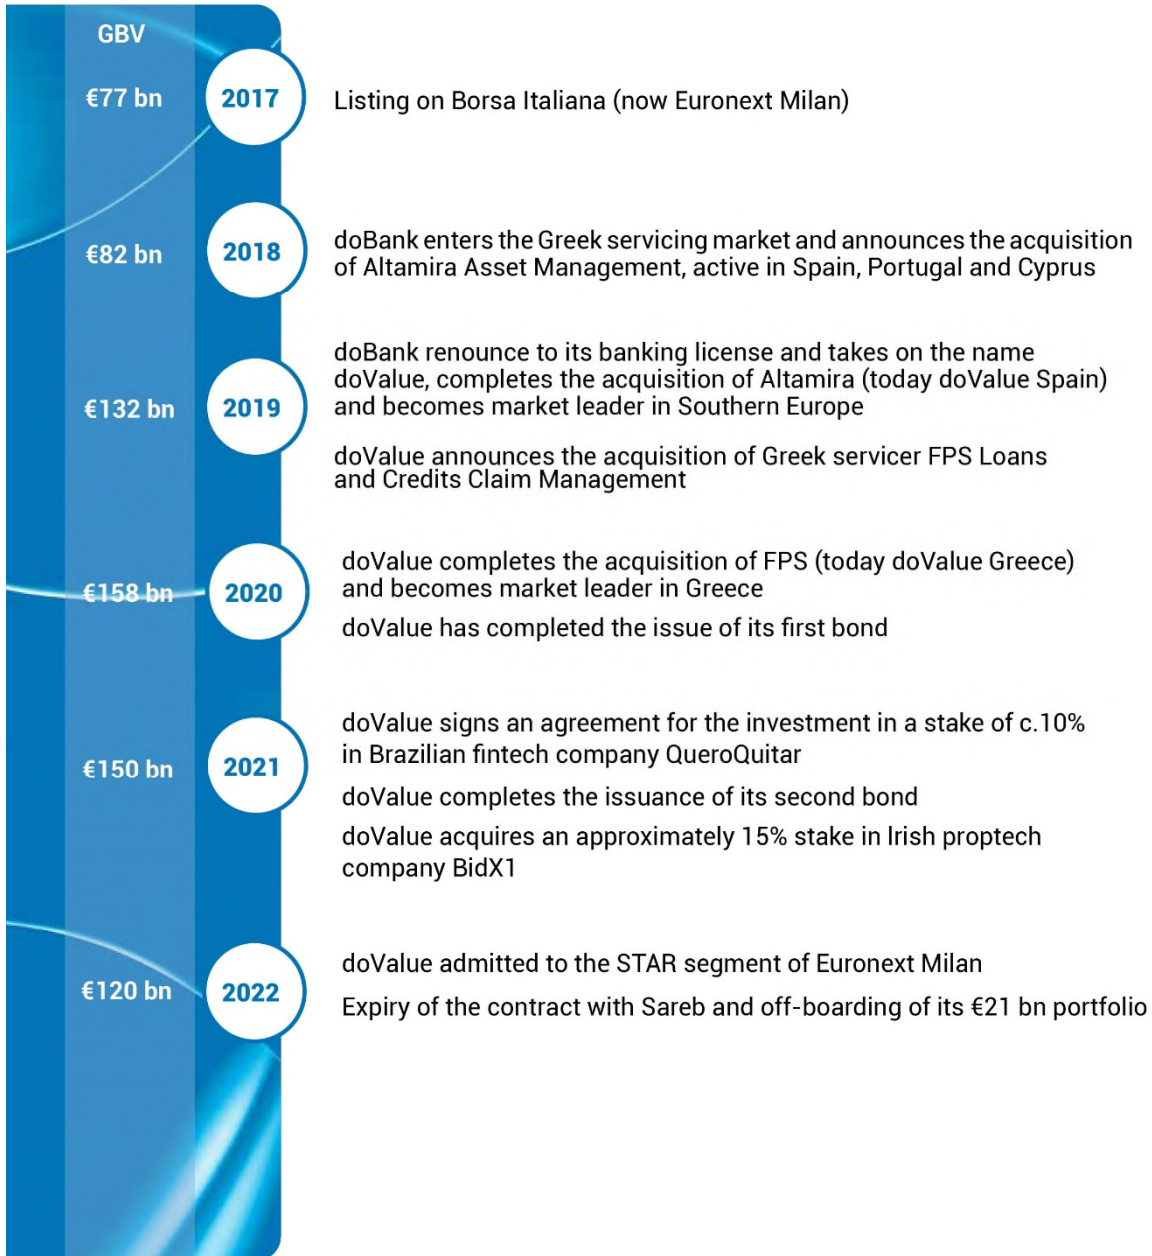 GBV
€77 bn
2017
Listing on Borsa Italiana (now Euronext Milan)
€82 bn
2018
doBank enters the Greek servicing market and announces the acquisition
of Altamira Asset Management, active in Spain, Portugal and Cyprus
€132 bn
2019
doBank renounce to its banking license and takes on the name
doValue, completes the acquisition of Altamira (today doValue Spain)
and becomes market leader in Southern Europe
doValue announces the acquisition of Greek servicer FPS Loans
and Credits Claim Management
€158 bn
2020
doValue completes the acquisition of FPS (today doValue Greece)
and becomes market leader in Greece
doValue has completed the issue of its first bond
€150 bn
2021
doValue signs an agreement for the investment in a stake of c.10%
in Brazilian fintech company QueroQuitar
doValue completes the issuance of its second bond
doValue acquires an approximately 15% stake in Irish proptech
company BidX1
€120 bn
2022
doValue admitted to the STAR segment of Euronext Milan
Expiry of the contract with Sareb and off-boarding of its €21 bn portfolio